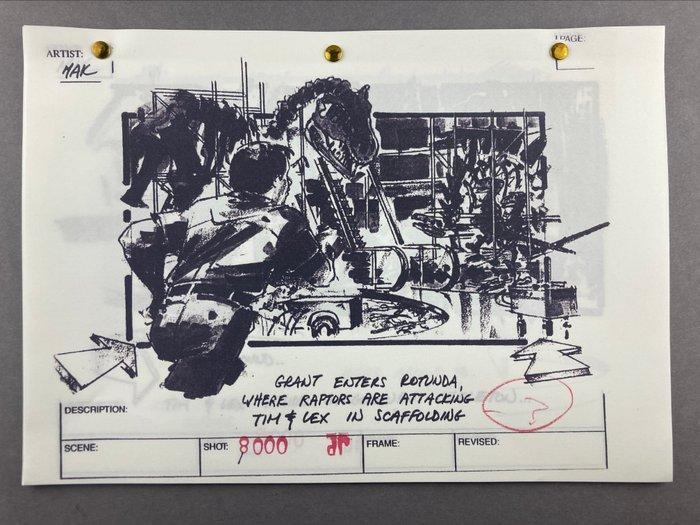 ARTIST:
MAK
PAGE:
GRANT ENTERS ROTUNDA,
WHERE RAPTORS ARE ATTACKING
TIM & LEX IN SCAFFOLDING
?
DESCRIPTION:
SCENE:
SHOT: 8000
FRAME:
REVISED: